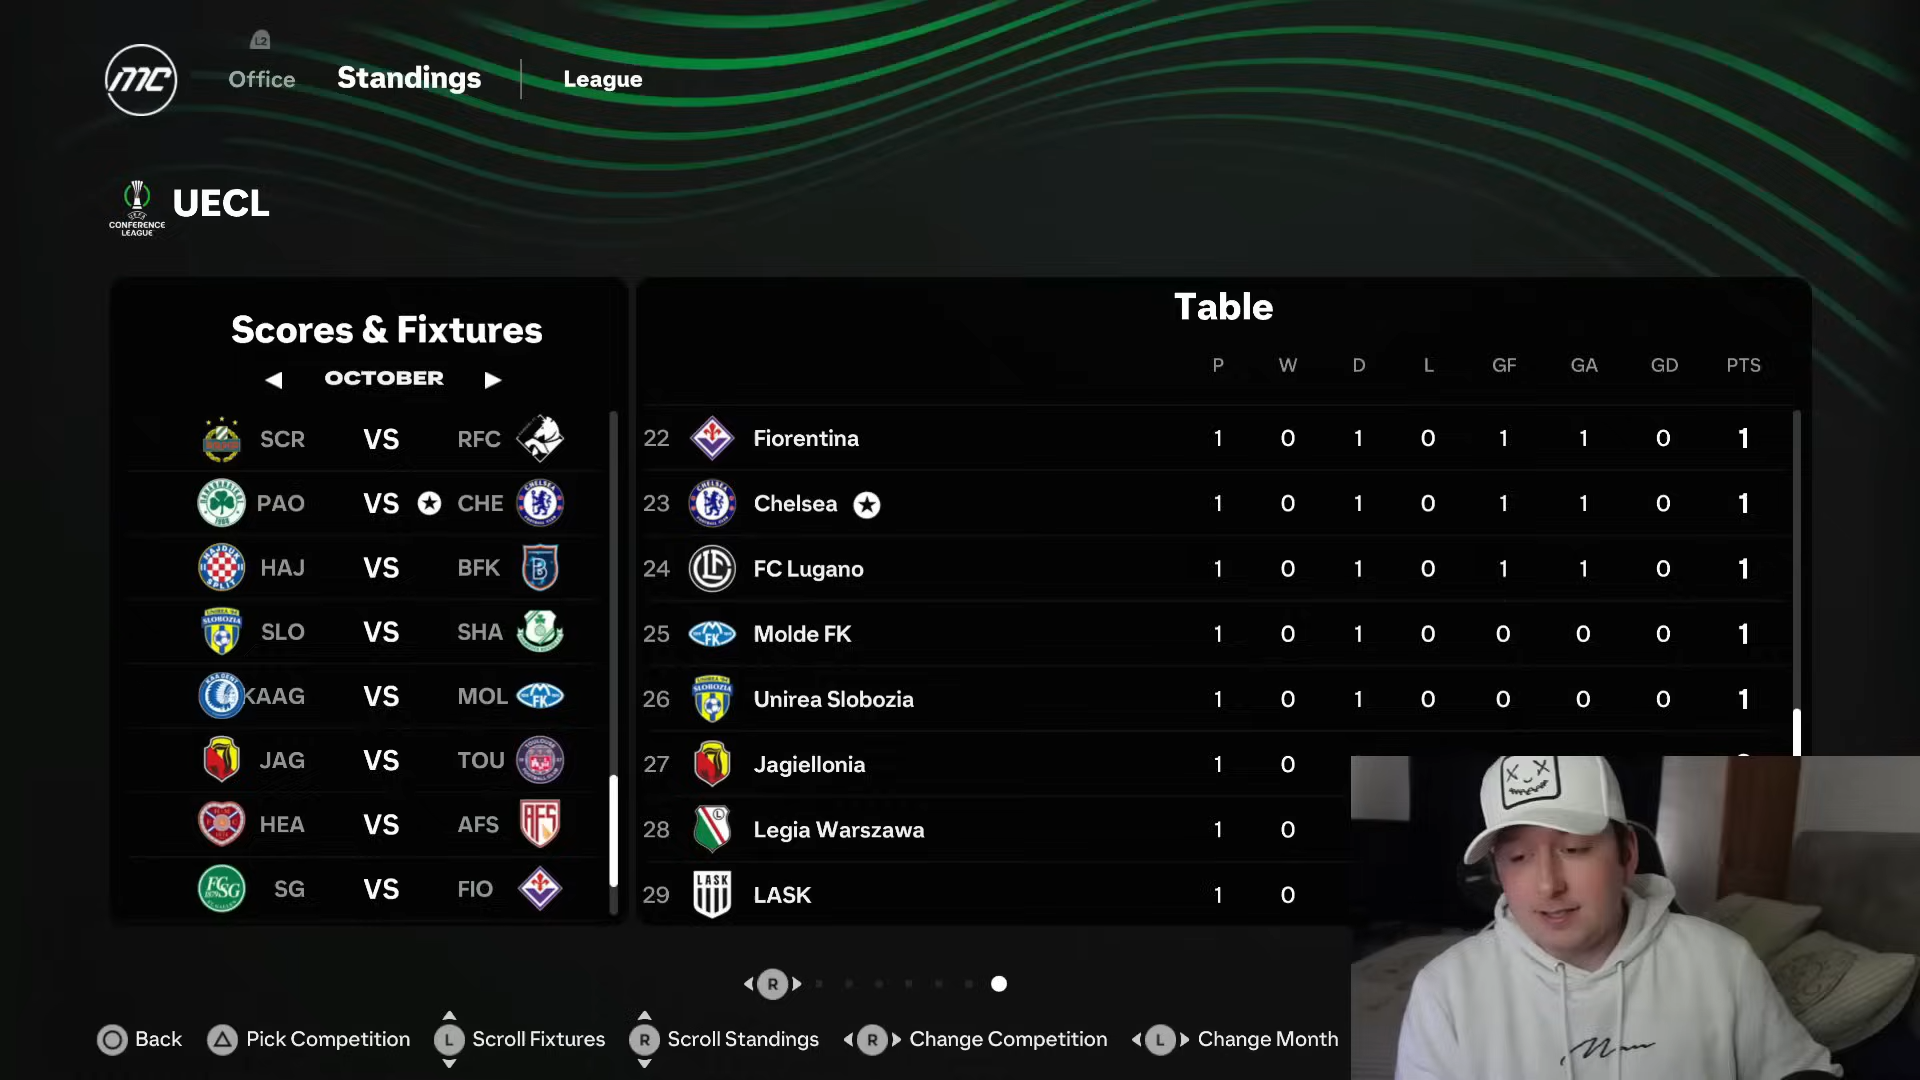 L2
MC Office Standings League
CONFERENCE
LEAGUE
UECL
Scores & Fixtures
OCTOBER
SCR VS RFC
PAO VS CHE
HAJ VS BFK
SLO VS SHA
KAAG VS MOL
JAG VS TOU
HEA VS AFS
SG VS FIO
Table
P W D L GF GA GD PTS
22 Fiorentina 1 0 1 0 1 1 0 1
23 Chelsea 1 0 1 0 1 1 0 1
24 FC Lugano 1 0 1 0 1 1 0 1
25 Molde FK 1 0 1 0 0 0 0 1
26 Unirea Slobozia 1 0 1 0 0 0 0 1
27 Jagiellonia 1 0
28 Legia Warszawa 1 0
29 LASK 1 0
R
Back Pick Competition L Scroll Fixtures R Scroll Standings R Change Competition L Change Month